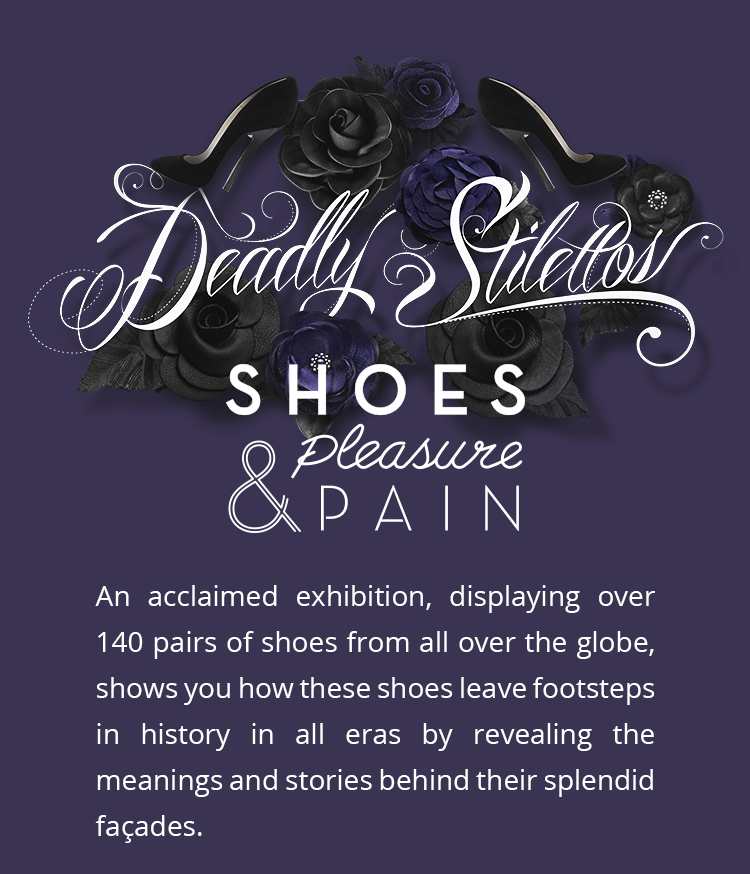 Deadly Stilettos
SHOES
Pleasure
& PAIN
An acclaimed exhibition, displaying over
140 pairs of shoes from all over the globe,
shows you how these shoes leave footsteps
in history in all eras by revealing the
meanings and stories behind their splendid
façades.